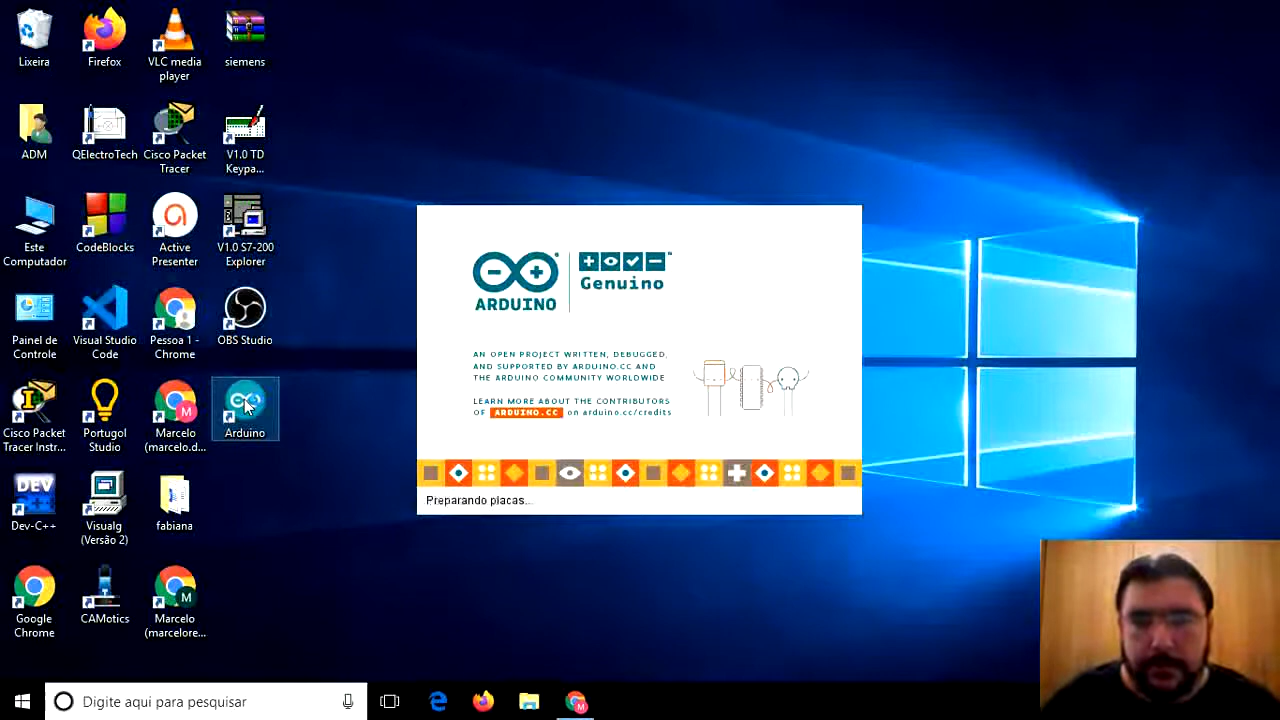 Lixeira
Firefox
VLC media
player
siemens
ADM
QElectroTech
Cisco Packet
Tracer
V1.0 TD
Keypa...
Este
Computador
CodeBlocks
Active
Presenter
V1.0 S7-200
Explorer
Painel de
Controle
Visual Studio
Code
Pessoa 1 -
Chrome
OBS Studio
Cisco Packet
Tracer Instr...
Portugol
Studio
Marcelo
(marcelo.d...
Arduino
DEV
Dev-C++
Visualg
(Versão 2)
fabiana
Google
Chrome
CAMotics
Marcelo
(marcelore...
ARDUINO
Genuino
AN OPEN PROJECT WRITTEN, DEBUGGED,
AND SUPPORTED BY ARDUINO.CC AND
THE ARDUINO COMMUNITY WORLDWIDE
LEARN MORE ABOUT THE CONTRIBUTORS
OF ARDUINO.CC on arduino.cc/credits
Preparando placas...
Digite aqui para pesquisar